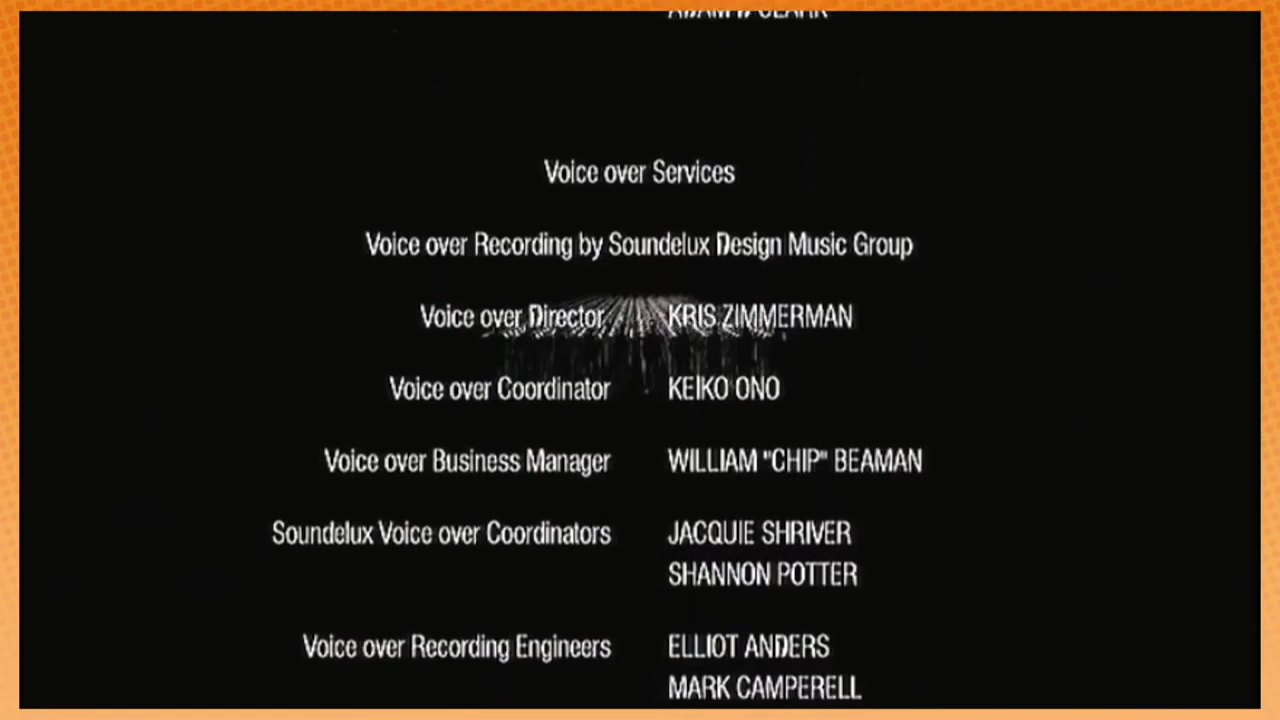 Voice over Services
Voice over Recording by Soundelux Design Music Group
Voice over Director KRIS ZIMMERMAN
Voice over Coordinator KEIKO ONO
Voice over Business Manager WILLIAM "CHIP" BEAMAN
Soundelux Voice over Coordinators JACQUIE SHRIVER
SHANNON POTTER
Voice over Recording Engineers ELLIOT ANDERS
MARK CAMPERELL